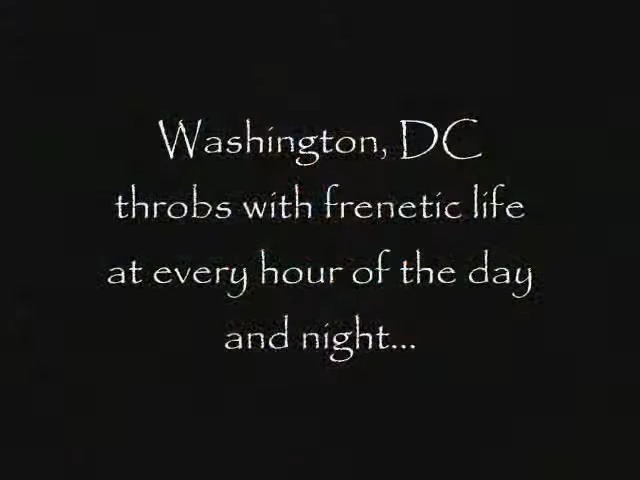 Washington, DC
throbs with frenetic life
at every hour of the day
and night...